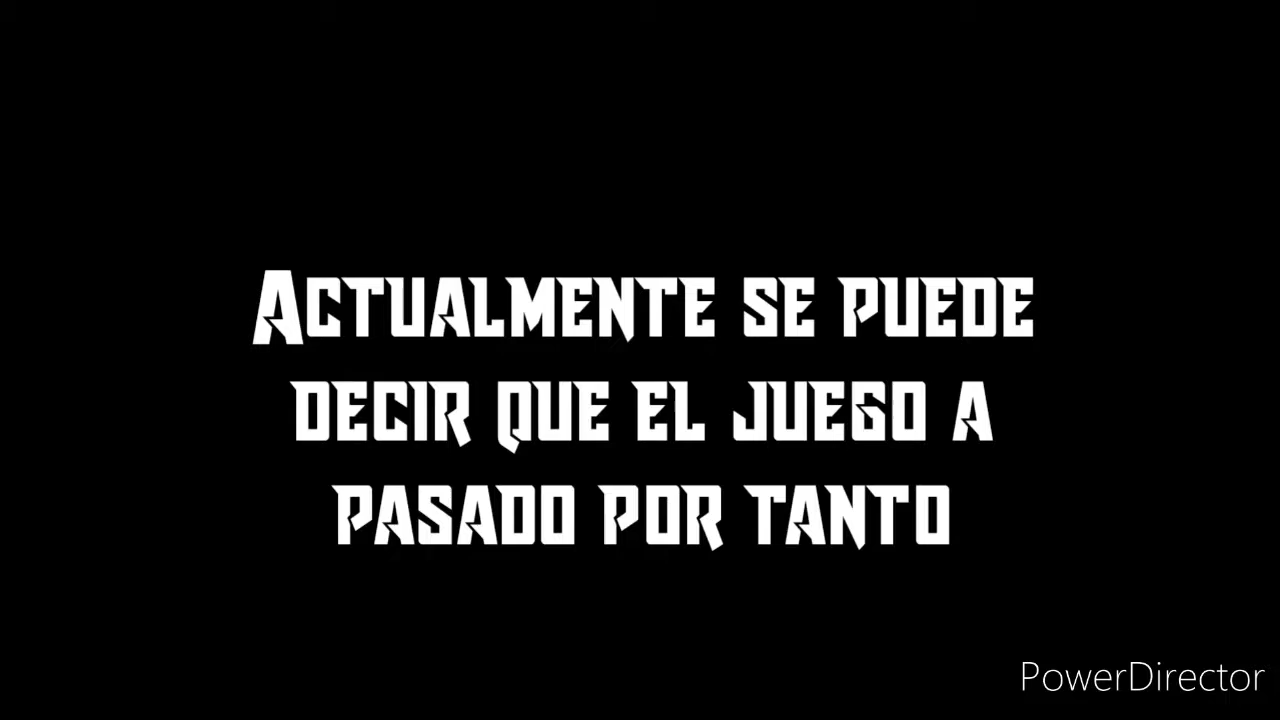 Actualmente se puede
decir que el juego a
pasado por tanto
PowerDirector